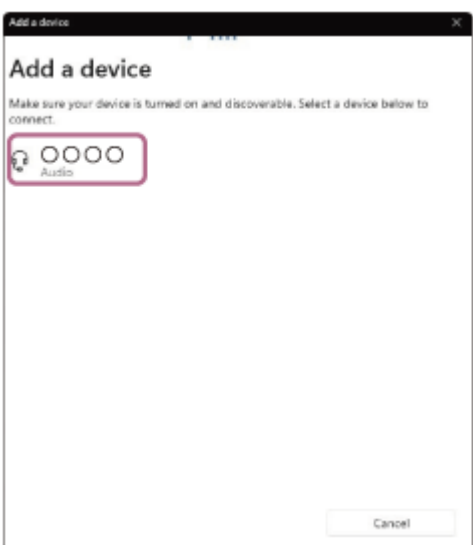 Add a device
Add a device
Make sure your device is turned on and discoverable. Select a device below to
connect.
○○○○
Audio
Cancel